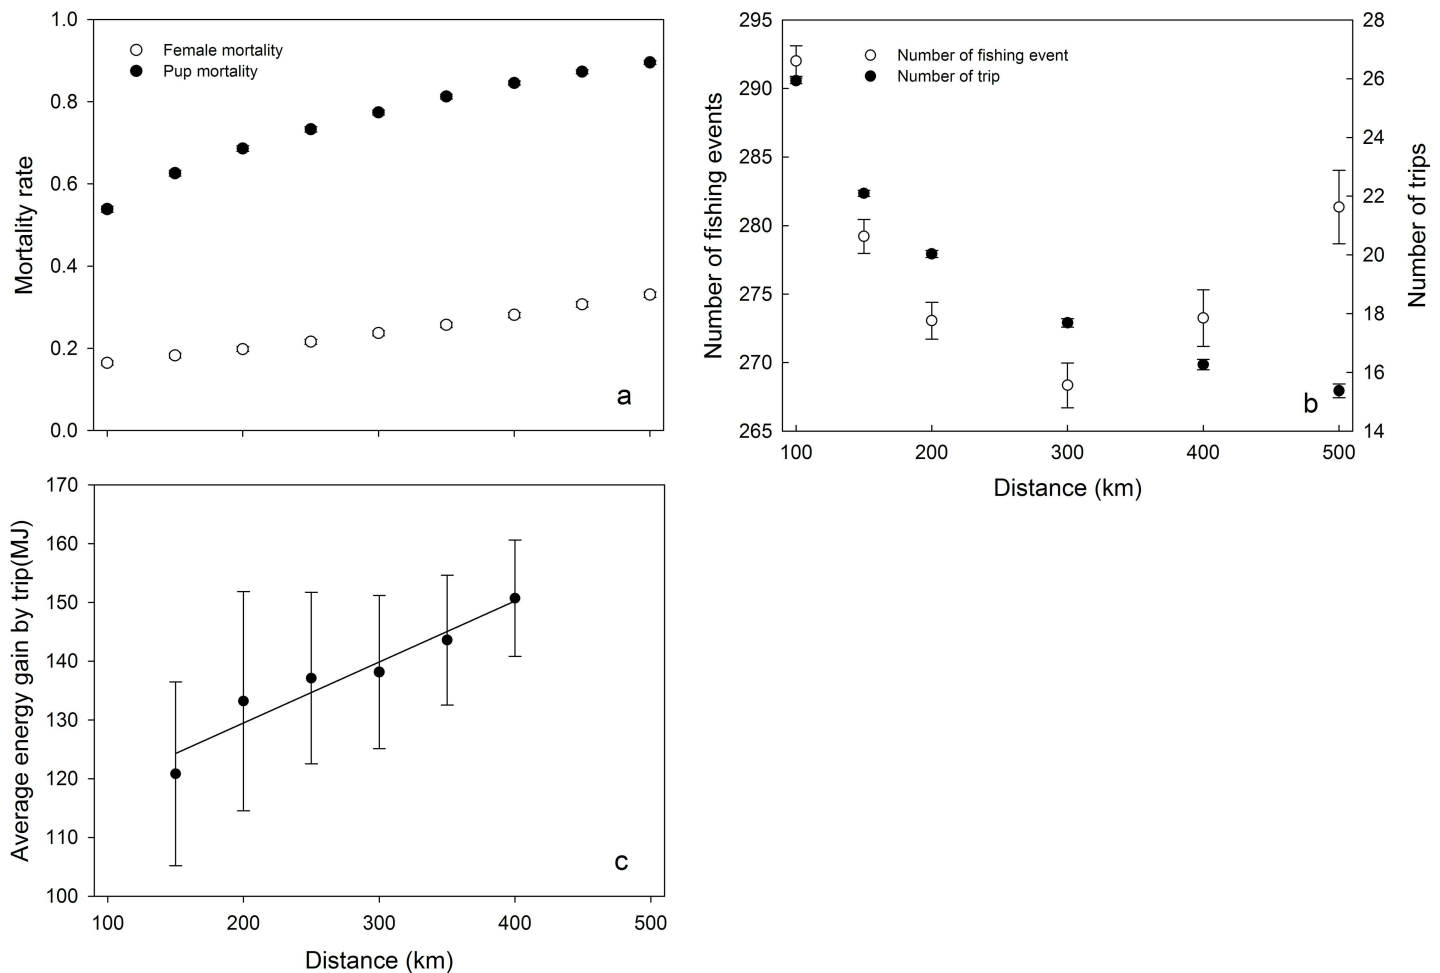 1.0
0.8
0.6
0.4
0.2
0.0
Mortality rate
Female mortality
Pup mortality
a
295
290
285
280
275
270
265
Number of fishing events
Number of fishing event
Number of trip
28
26
24
22
20
18
16
14
Number of trips
b
100 200 300 400 500
Distance (km)
170
160
150
140
130
120
110
100
Average energy gain by trip(MJ)
c
100 200 300 400 500
Distance (km)